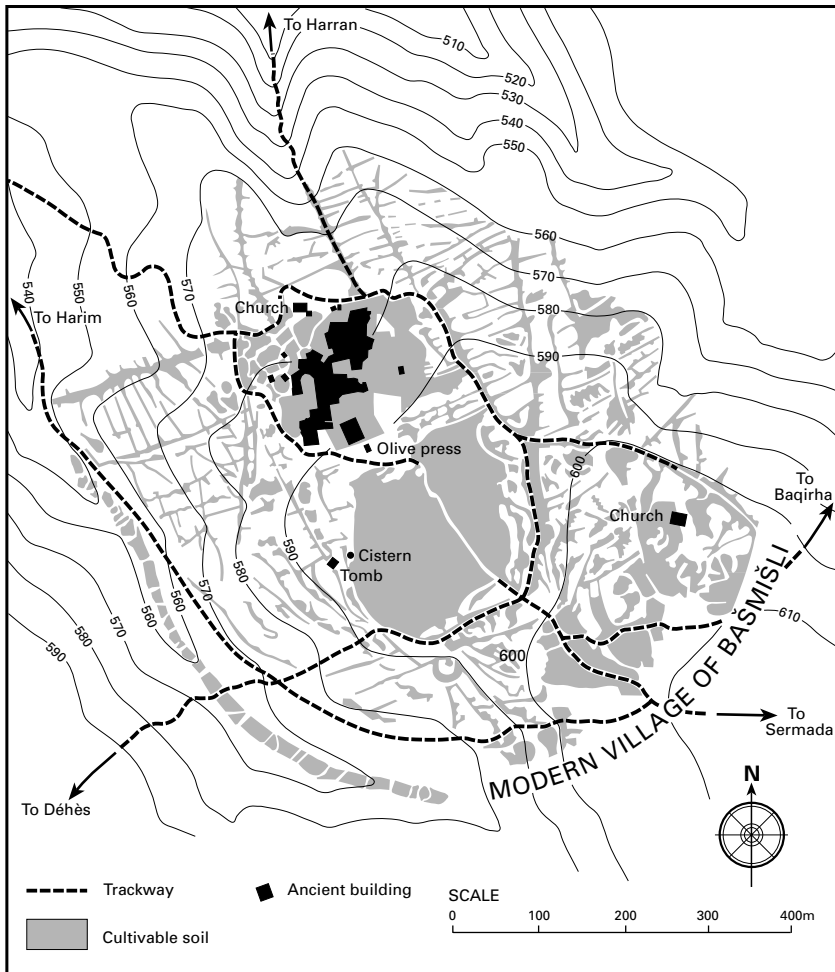 To Harran
510
520
530
540
550
560
570
580
590
540
550
560
570
To Harim
Church
Olive press
600
To
Baqirha
Church
Cistern
Tomb
590
580
570
560
560
570
580
590
610
600
MODERN VILLAGE OF BAŠMIŠLI
To
Sermada
To Déhès
N
Trackway
Ancient building
Cultivable soil
SCALE
0 100 200 300 400m